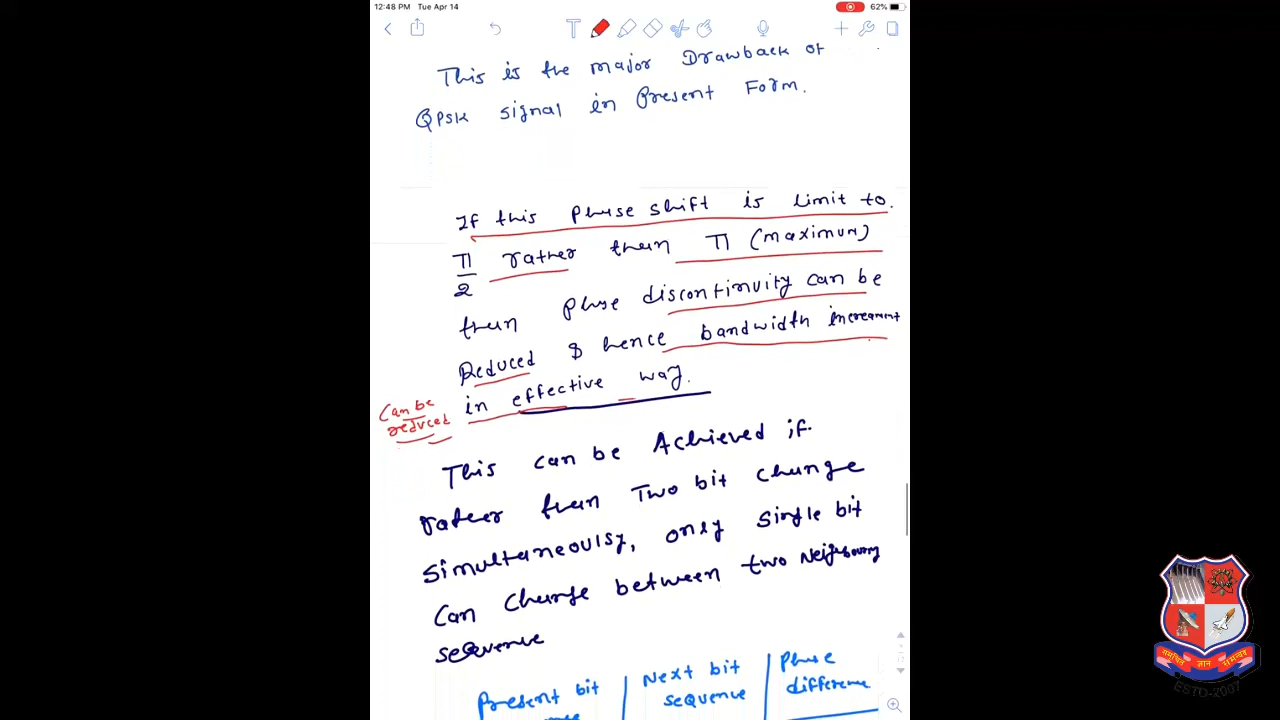 12:48 PM Tue Apr 14
62%
T
This is the major Drawback of
QPSK signal in Present Form.
If this phase shift is limit to.
π/2 rather than π (maximum)
then phase discontinuity can be
Reduced & hence bandwidth increament
in effective way.
Can be
reduced
This can be Achieved if
rather than Two bit change
simultaneously, only single bit
Can change between two Neighbouring
sequence
Present bit
Next bit
sequence
Phase
difference
ESTD-2007